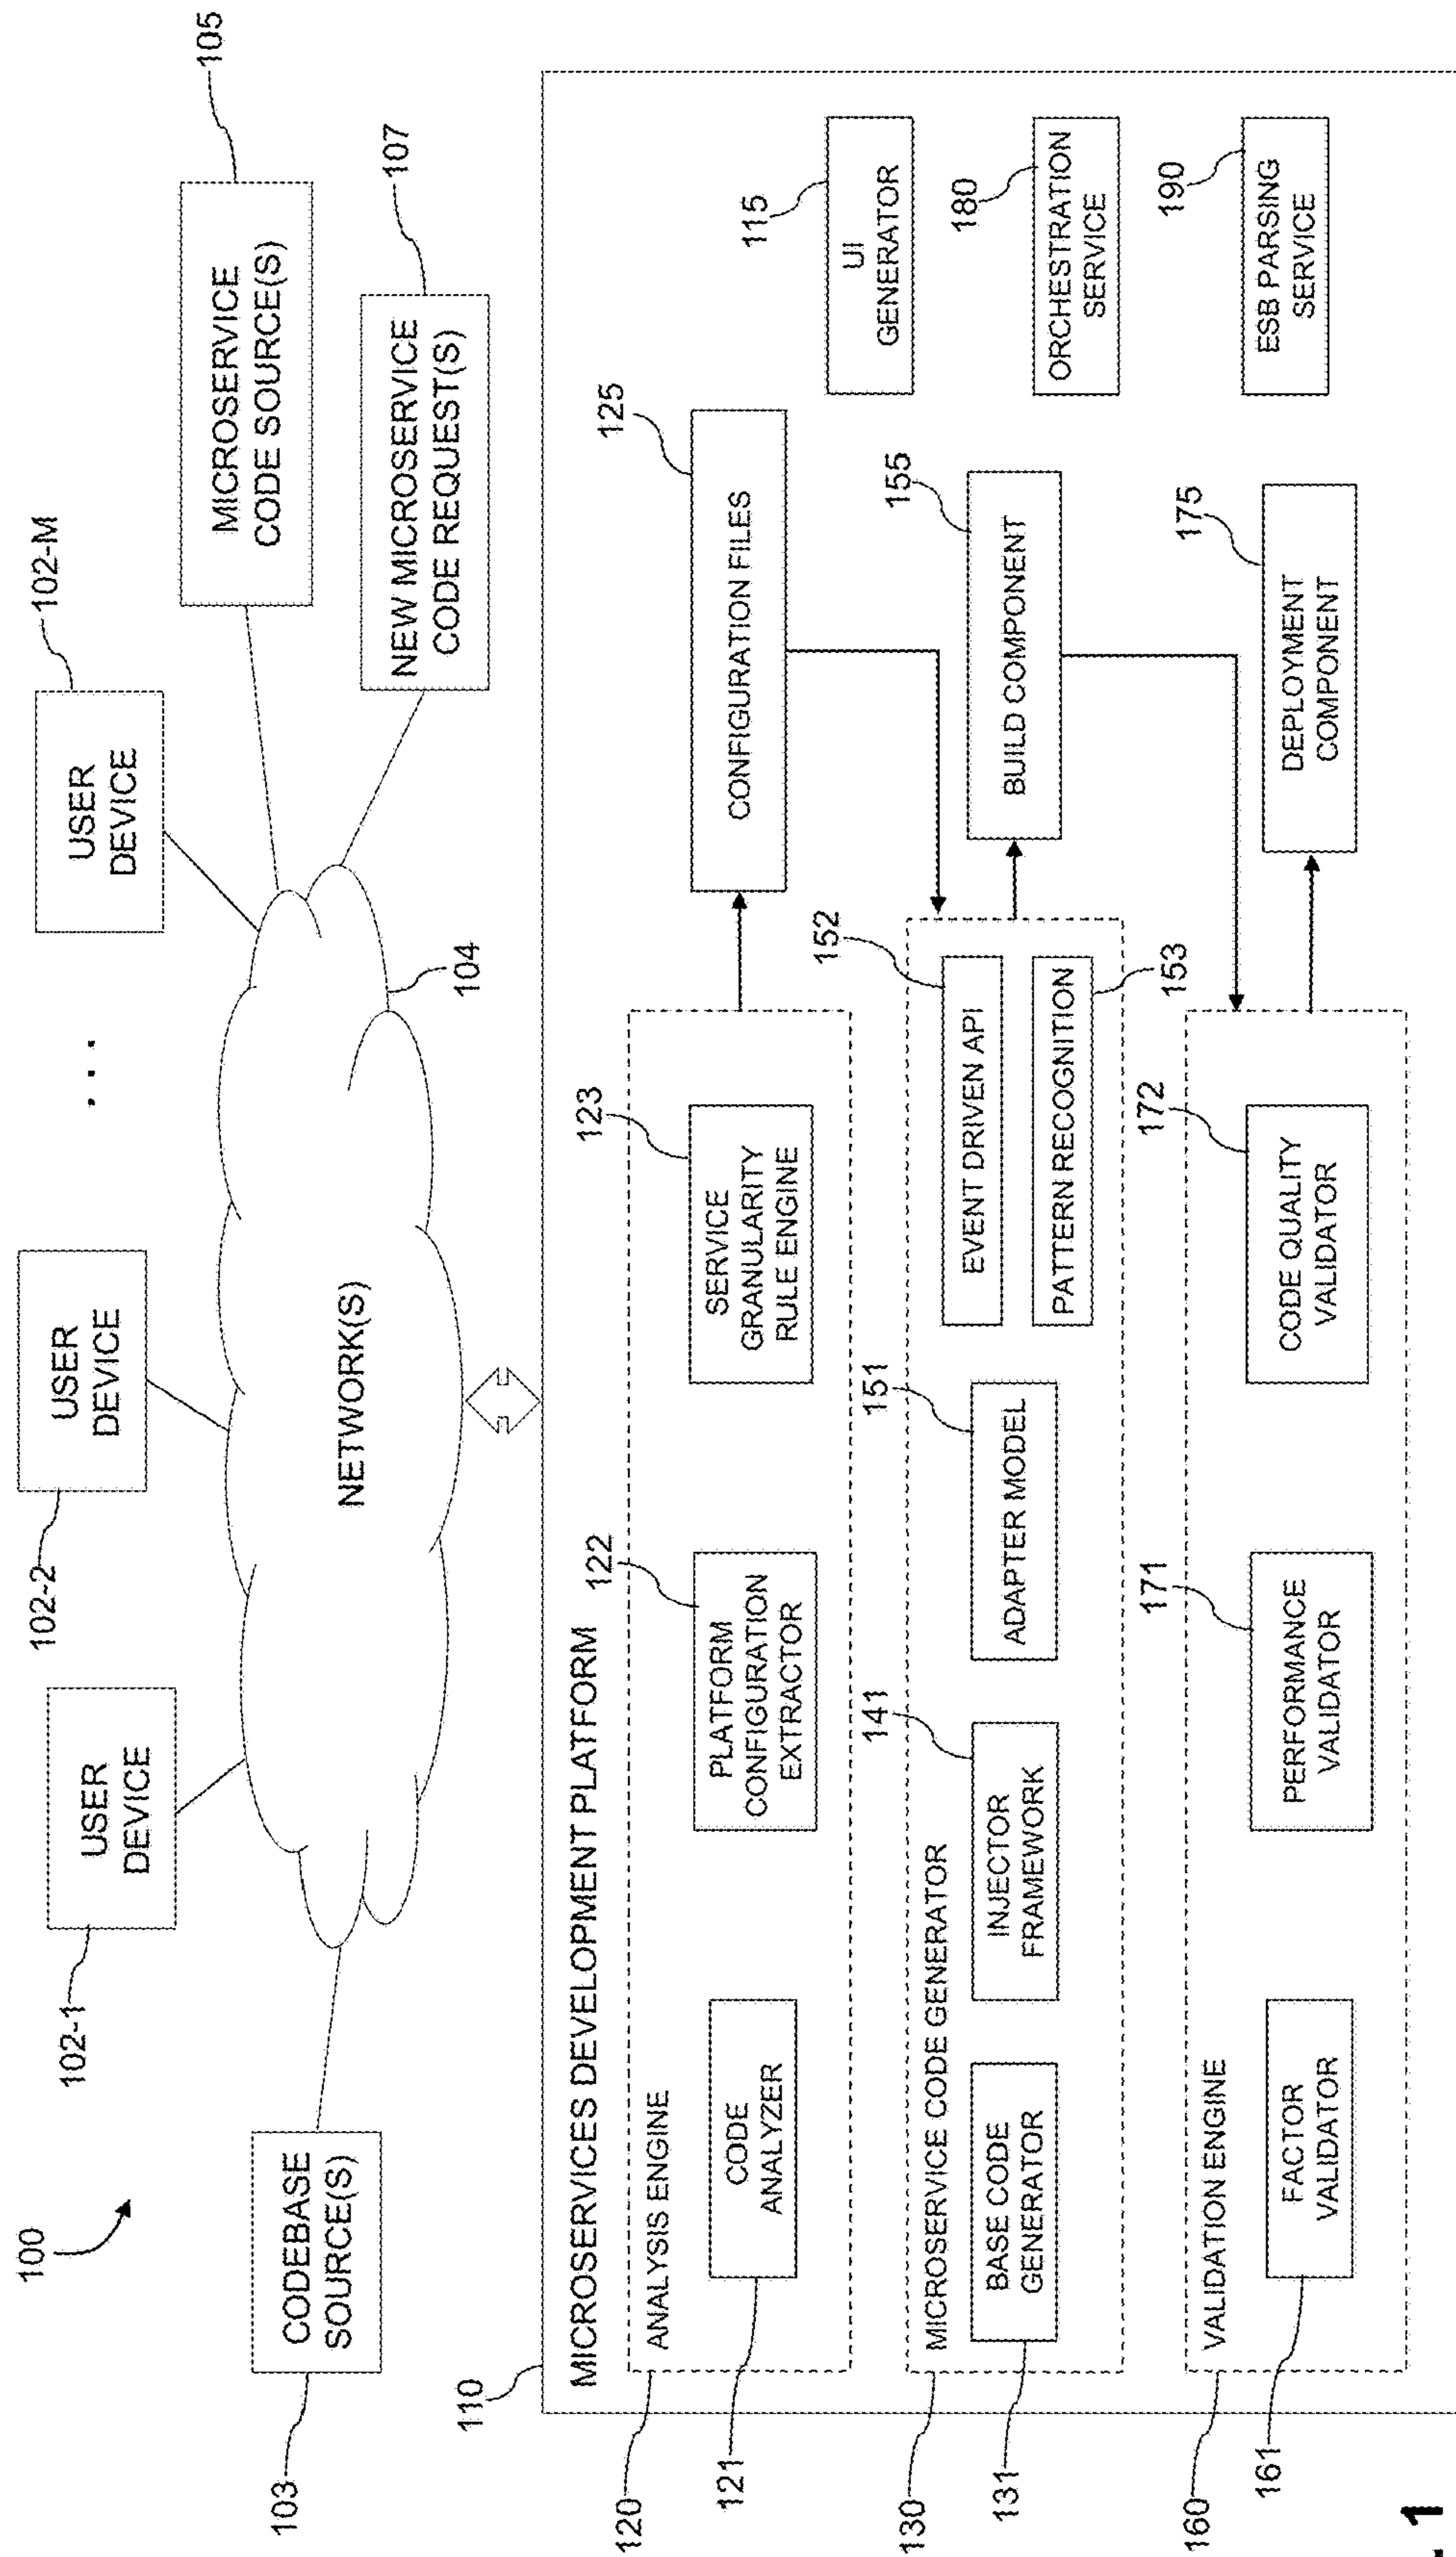 100
102-1
USER
DEVICE
102-2
USER
DEVICE
. . .
102-M
USER
DEVICE
103
CODEBASE
SOURCE(S)
NETWORK(S)
104
MICROSERVICE
CODE SOURCE(S)
105
NEW MICROSERVICE
CODE REQUEST(S)
107
110
MICROSERVICES DEVELOPMENT PLATFORM
120
ANALYSIS ENGINE
121
CODE
ANALYZER
122
PLATFORM
CONFIGURATION
EXTRACTOR
123
SERVICE
GRANULARITY
RULE ENGINE
125
CONFIGURATION FILES
115
UI
GENERATOR
130
MICROSERVICE CODE GENERATOR
131
BASE CODE
GENERATOR
141
INJECTOR
FRAMEWORK
151
ADAPTER MODEL
152
EVENT DRIVEN API
153
PATTERN RECOGNITION
155
BUILD COMPONENT
180
ORCHESTRATION
SERVICE
160
VALIDATION ENGINE
161
FACTOR
VALIDATOR
171
PERFORMANCE
VALIDATOR
172
CODE QUALITY
VALIDATOR
175
DEPLOYMENT
COMPONENT
190
ESB PARSING
SERVICE
1